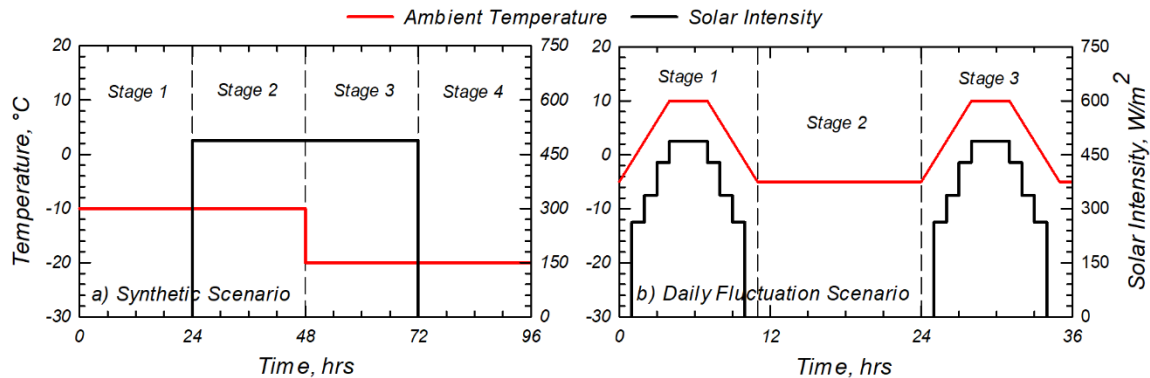 Ambient Temperature
Solar Intensity
20
10
0
-10
-20
-30
Temperature, °C
Stage 1
Stage 2
Stage 3
Stage 4
a) Synthetic Scenario
750
600
450
300
150
0
0
24
48
72
96
Time, hrs
20
10
0
-10
-20
-30
Stage 1
Stage 2
Stage 3
b) Daily Fluctuation Scenario
750
600
450
300
150
0
Solar Intensity, W/m²
0
12
24
36
Time, hrs